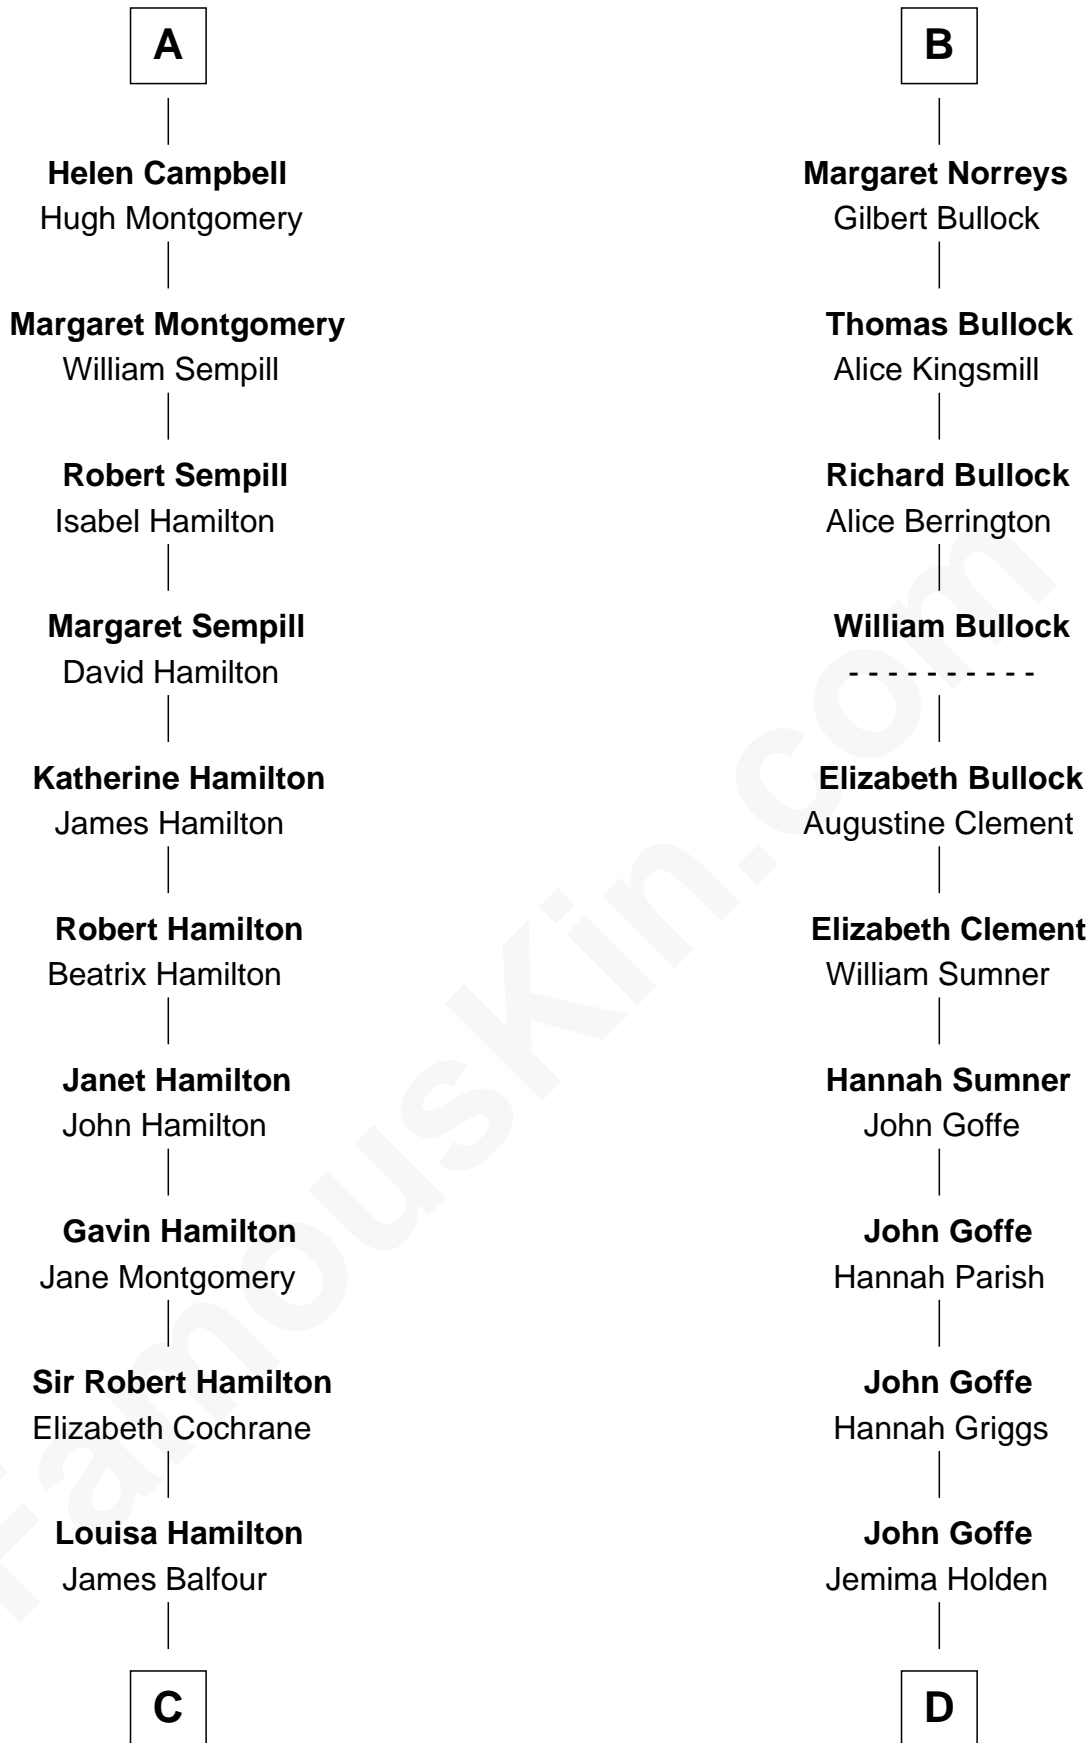 A
Helen Campbell
Hugh Montgomery
Margaret Montgomery
William Sempill
Robert Sempill
Isabel Hamilton
Margaret Sempill
David Hamilton
Katherine Hamilton
James Hamilton
Robert Hamilton
Beatrix Hamilton
Janet Hamilton
John Hamilton
Gavin Hamilton
Jane Montgomery
Sir Robert Hamilton
Elizabeth Cochrane
Louisa Hamilton
James Balfour
C
B
Margaret Norreys
Gilbert Bullock
Thomas Bullock
Alice Kingsmill
Richard Bullock
Alice Berrington
William Bullock
- - - - - - - - - -
Elizabeth Bullock
Augustine Clement
Elizabeth Clement
William Sumner
Hannah Sumner
John Goffe
John Goffe
Hannah Parish
John Goffe
Hannah Griggs
John Goffe
Jemima Holden
D
FamousKin.com